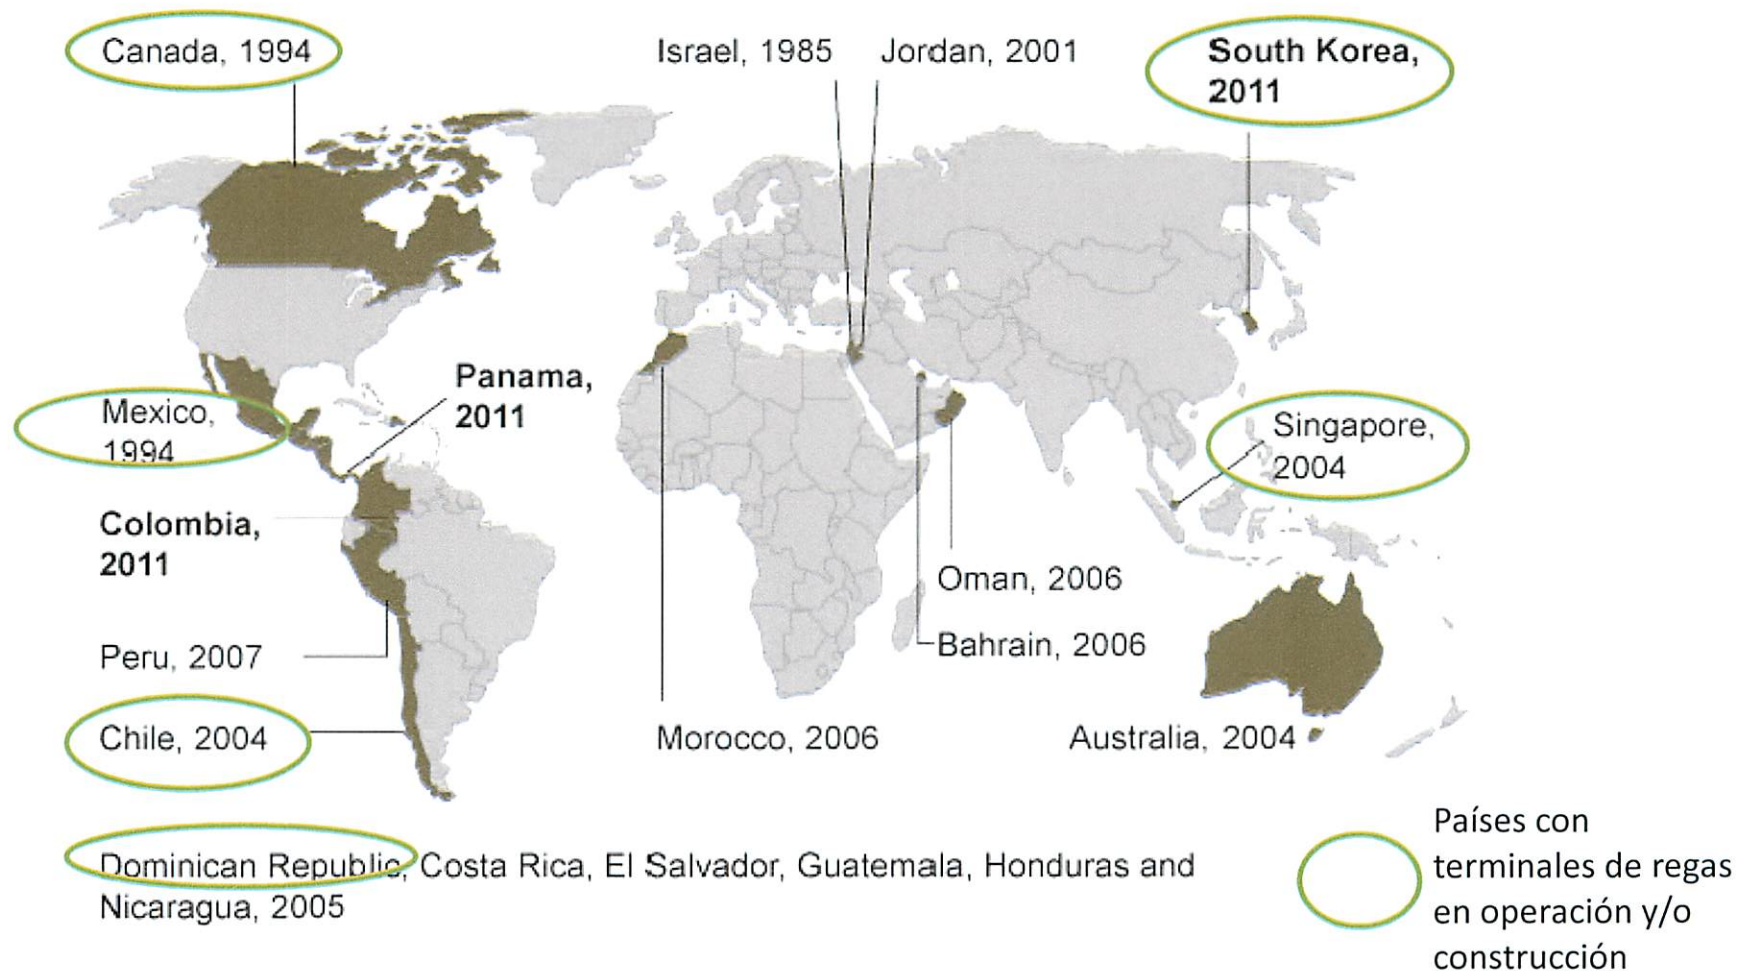 Canada, 1994
Israel, 1985
Jordan, 2001
South Korea,
2011
Panama,
2011
Mexico,
1994
Singapore,
2004
Colombia,
2011
Oman, 2006
Bahrain, 2006
Peru, 2007
Chile, 2004
Morocco, 2006
Australia, 2004
Dominican Republic, Costa Rica, El Salvador, Guatemala, Honduras and
Nicaragua, 2005
Países con
terminales de regas
en operación y/o
construcción